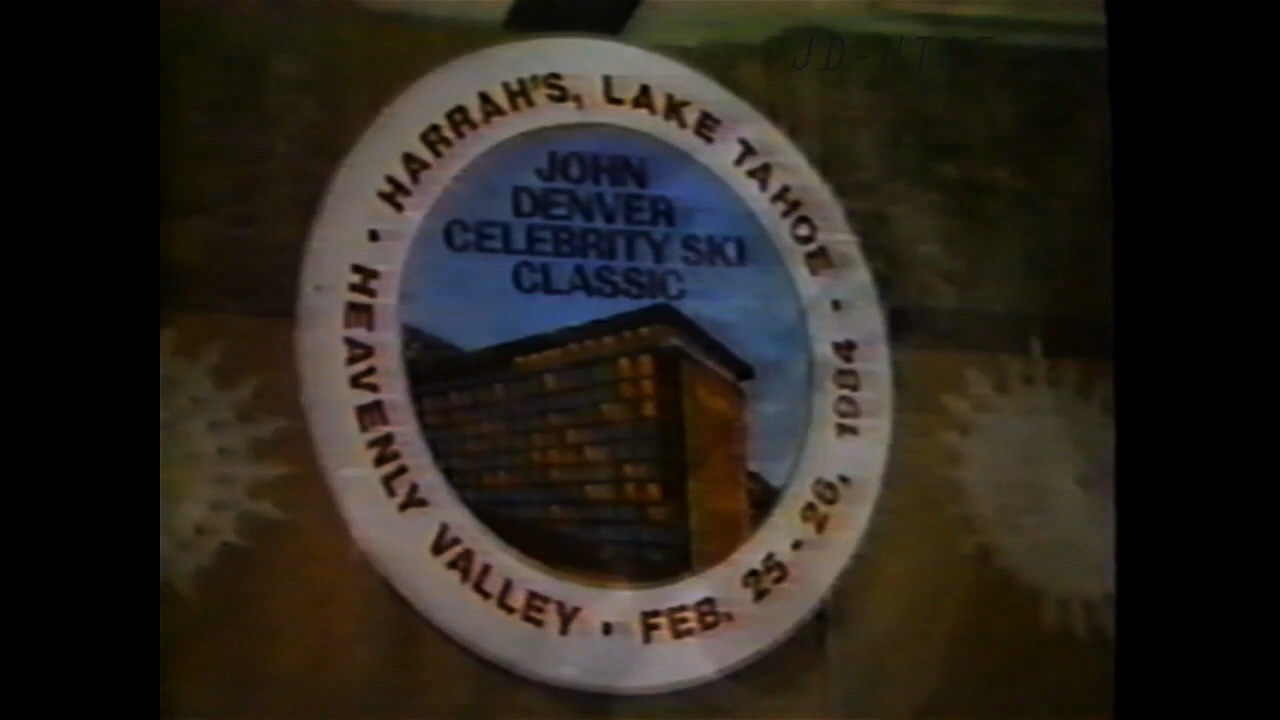 HARRAH'S, LAKE TAHOE • 1984
JOHN
DENVER
CELEBRITY SKI
CLASSIC
• HEAVENLY VALLEY • FEB. 25-26,